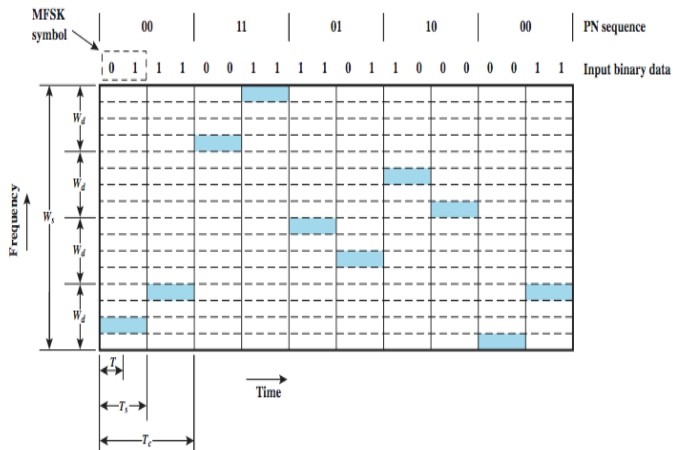 MFSK
symbol
00 11 01 10 00 PN sequence
0 1 1 1 0 0 1 1 1 1 0 1 1 0 0 0 0 0 1 1 Input binary data
Frequency
Ws
Wd
Wd
Wd
Wd
T
Ts
Tc
Time